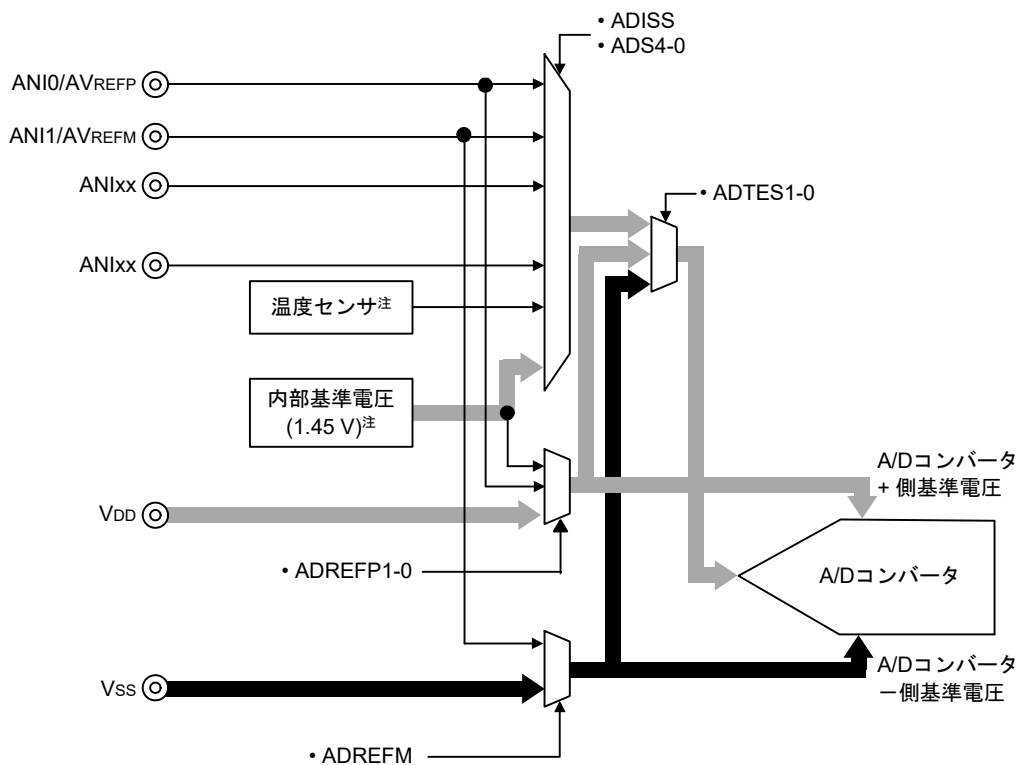 • ADISS
• ADS4-0
ANI0/AVREFP
ANI1/AVREFM
ANIxx
• ADTES1-0
ANIxx
温度センサ注
内部基準電圧
(1.45 V)注
A/Dコンバータ
+ 側基準電圧
VDD
• ADREFP1-0
A/Dコンバータ
A/Dコンバータ
－側基準電圧
VSS
• ADREFM